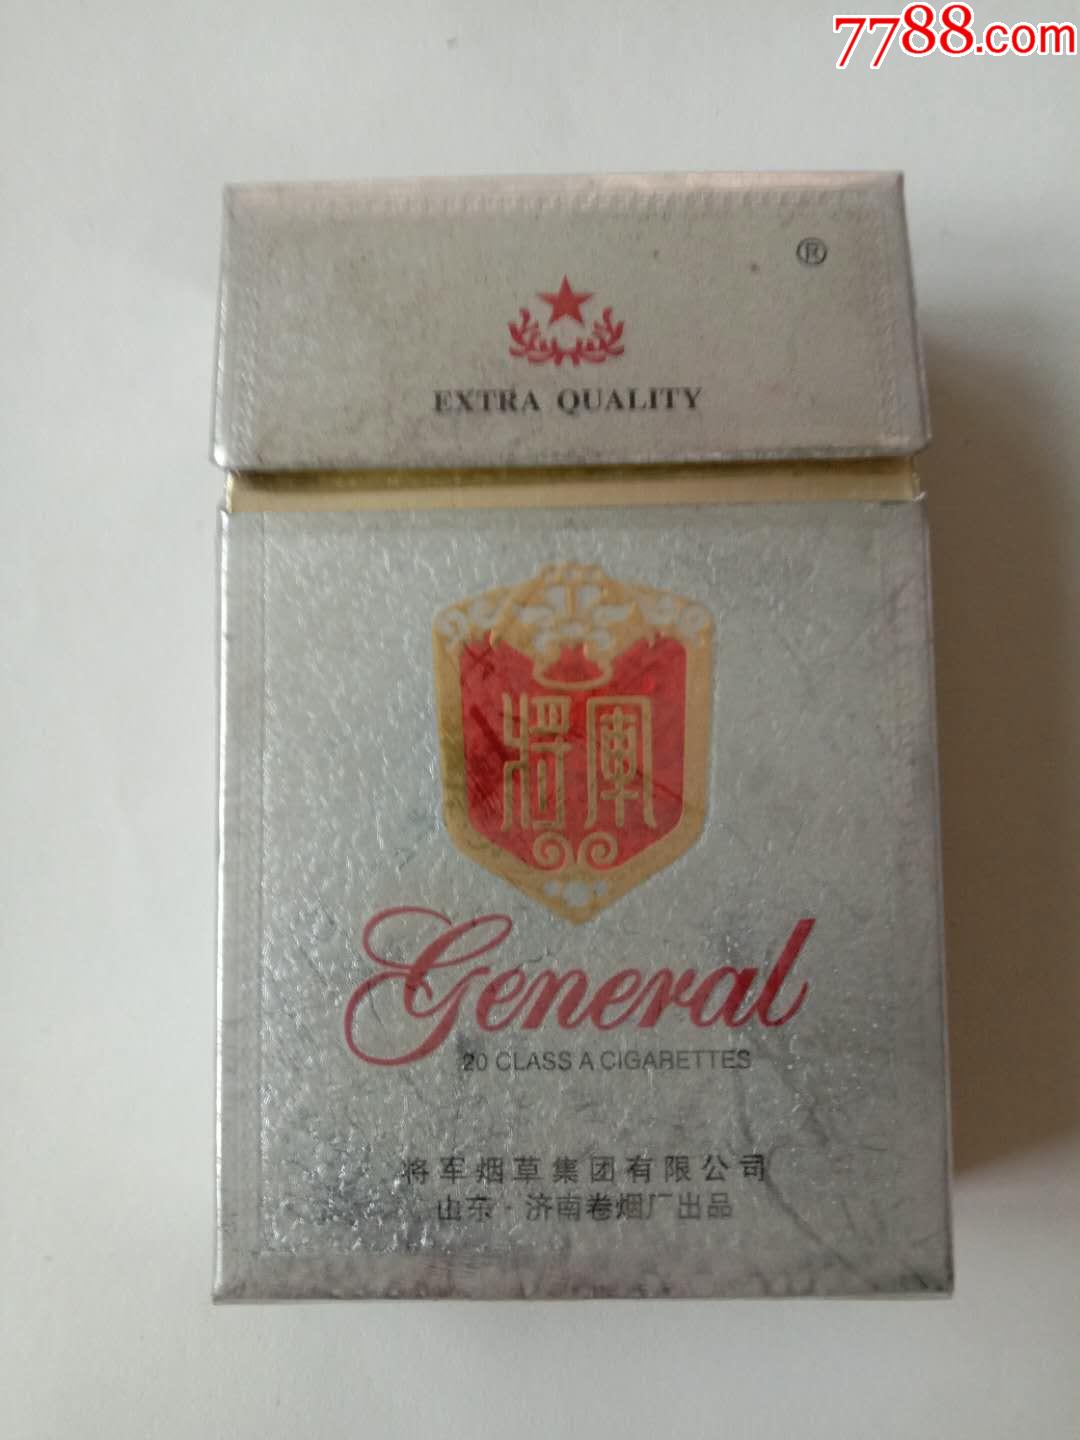 7788.com
®
EXTRA QUALITY
将軍
General
20 CLASS A CIGARETTES
将军烟草集团有限公司
山东·济南卷烟厂出品